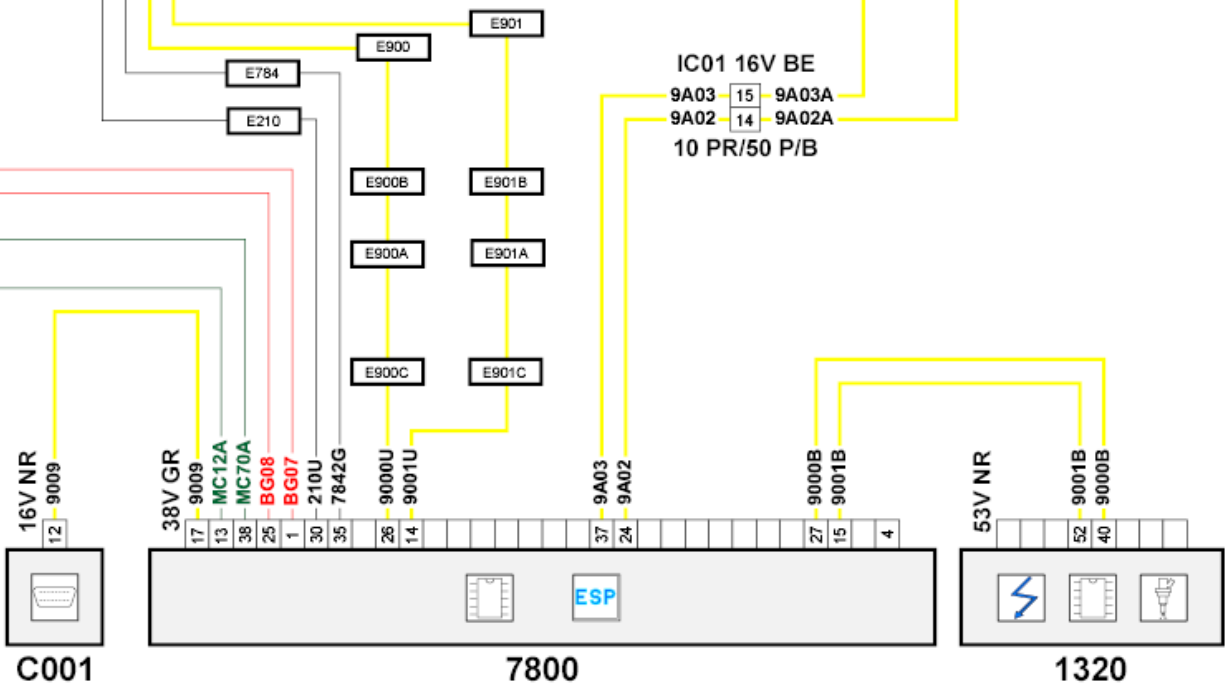 E901
E900
IC01 16V BE
E784
9A03 15 9A03A
E210
9A02 14 9A02A
10 PR/50 P/B
E900B
E901B
E900A
E901A
E900C
E901C
16V NR
9009
38V GR
9009
MC12A
MC70A
BG08
BG07
210U
7842G
9000U
9001U
9A03
9A02
9000B
9001B
53V NR
9001B
9000B
12
17
13
38
25
1
30
35
26
14
37
24
27
15
4
52
40
ESP
C001
7800
1320